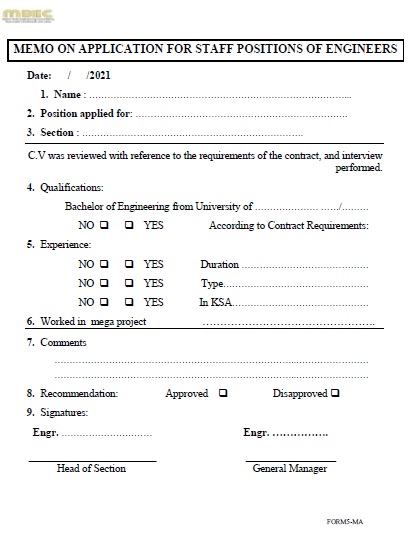 MDEC
MEMO ON APPLICATION FOR STAFF POSITIONS OF ENGINEERS
Date: / /2021
1. Name : ......................................................................................
2. Position applied for: .....................................................................
3. Section : ........................................................................
C.V was reviewed with reference to the requirements of the contract, and interview
performed.
4. Qualifications:
Bachelor of Engineering from University of .................... ....../.........
NO ❑ ❑ YES According to Contract Requirements:
5. Experience:
NO ❑ ❑ YES Duration .........................................
NO ❑ ❑ YES Type...............................................
NO ❑ ❑ YES In KSA.............................................
6. Worked in mega project ……………………………………….
7. Comments
.....................................................................................................
.....................................................................................................
8. Recommendation: Approved ❑ Disapproved ❑
9. Signatures:
Engr. .............................. Engr. …………….
Head of Section General Manager
FORM5-MA